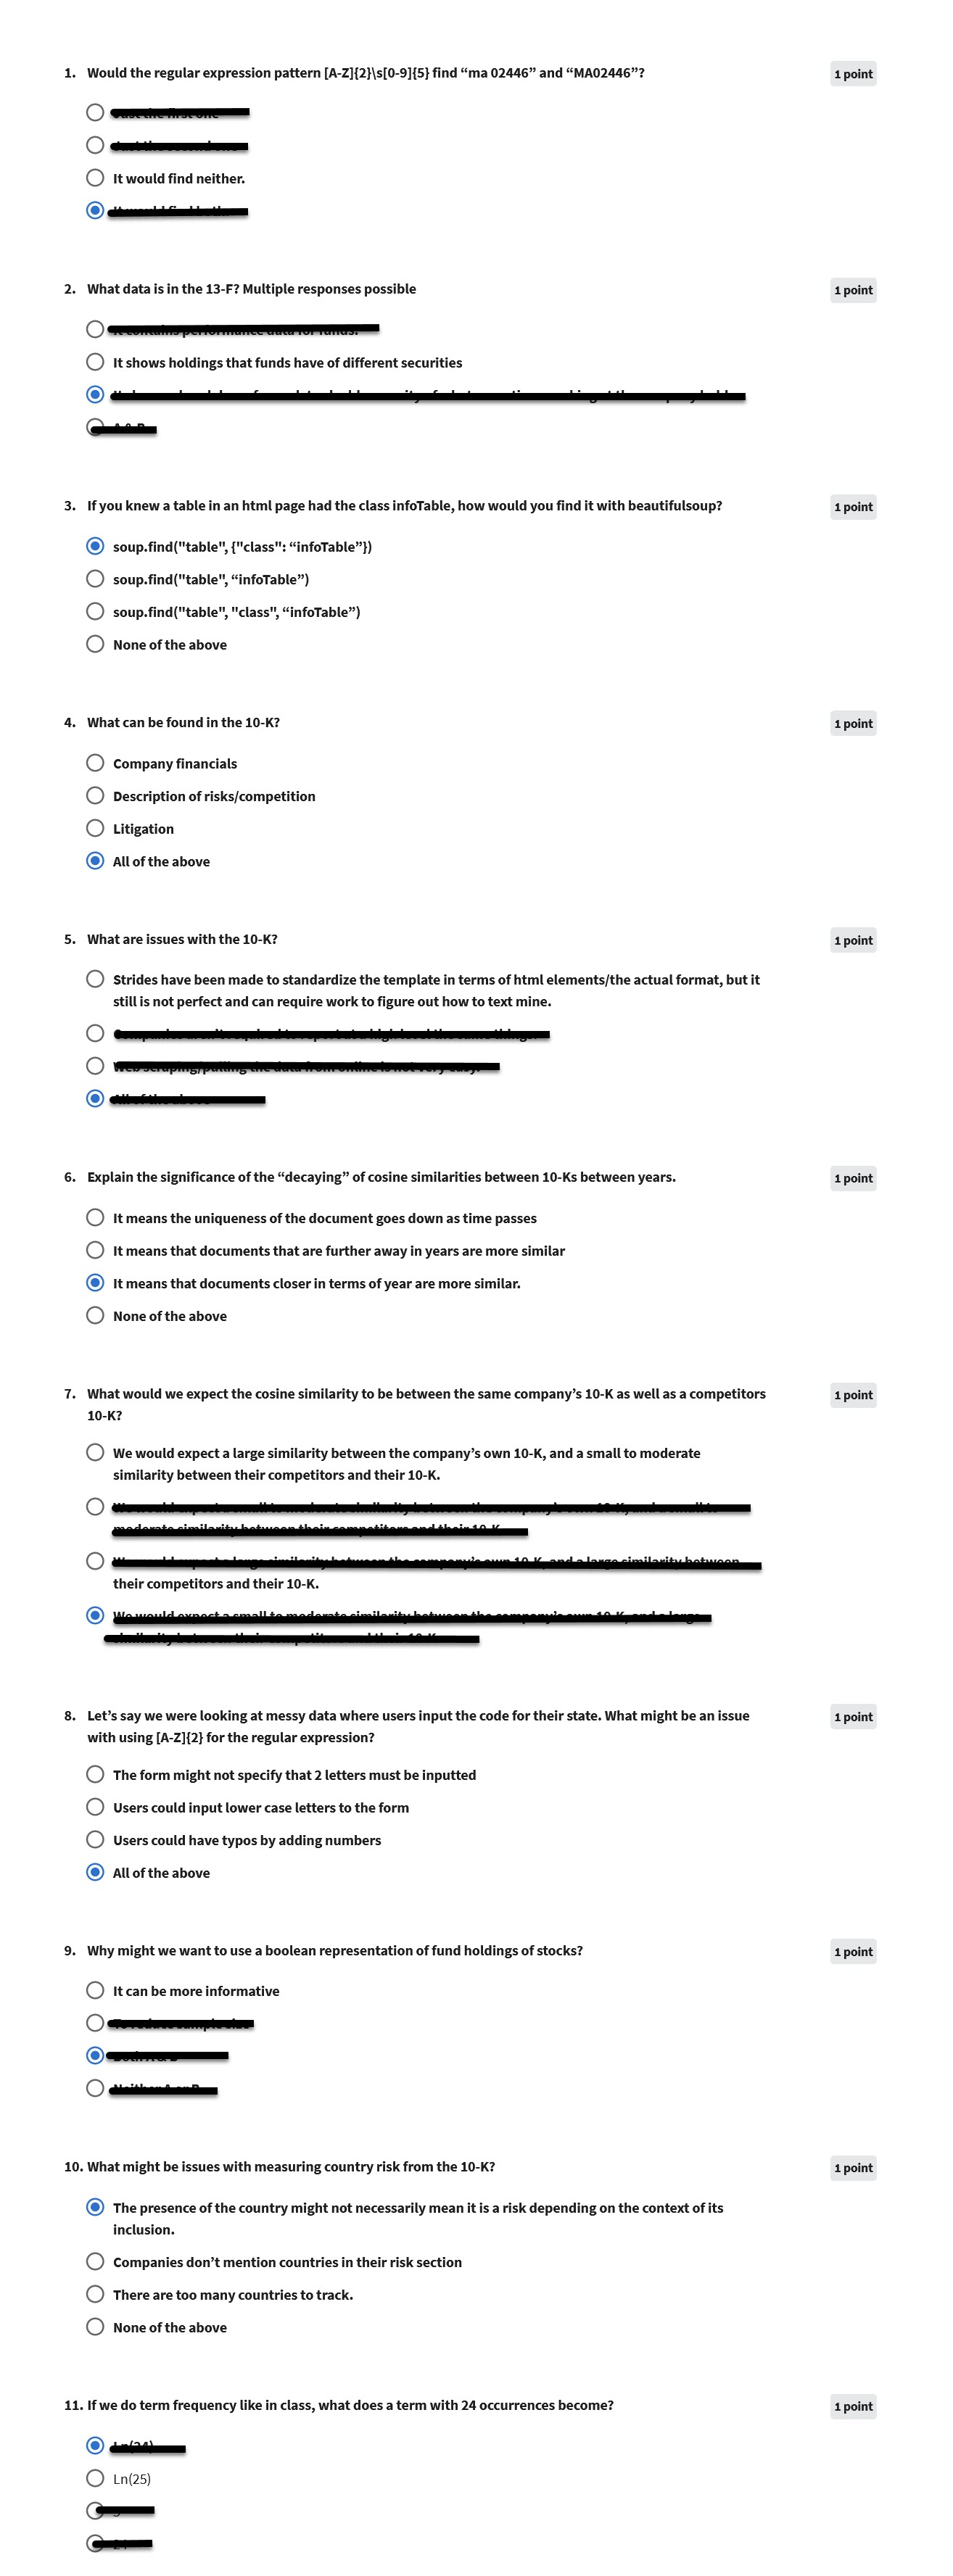 1. Would the regular expression pattern [A-Z]{2}\s[0-9]{5} find “ma 02446” and “MA02446”?
1 point
It would find neither.
2. What data is in the 13-F? Multiple responses possible
1 point
It shows holdings that funds have of different securities
3. If you knew a table in an html page had the class infoTable, how would you find it with beautifulsoup?
1 point
soup.find("table", {"class": “infoTable”})
soup.find("table", “infoTable”)
soup.find("table", "class", “infoTable”)
None of the above
4. What can be found in the 10-K?
1 point
Company financials
Description of risks/competition
Litigation
All of the above
5. What are issues with the 10-K?
1 point
Strides have been made to standardize the template in terms of html elements/the actual format, but it
still is not perfect and can require work to figure out how to text mine.
6. Explain the significance of the “decaying” of cosine similarities between 10-Ks between years.
1 point
It means the uniqueness of the document goes down as time passes
It means that documents that are further away in years are more similar
It means that documents closer in terms of year are more similar.
None of the above
7. What would we expect the cosine similarity to be between the same company’s 10-K as well as a competitors
10-K?
1 point
We would expect a large similarity between the company’s own 10-K, and a small to moderate
similarity between their competitors and their 10-K.
their competitors and their 10-K.
8. Let’s say we were looking at messy data where users input the code for their state. What might be an issue
with using [A-Z]{2} for the regular expression?
1 point
The form might not specify that 2 letters must be inputted
Users could input lower case letters to the form
Users could have typos by adding numbers
All of the above
9. Why might we want to use a boolean representation of fund holdings of stocks?
1 point
It can be more informative
10. What might be issues with measuring country risk from the 10-K?
1 point
The presence of the country might not necessarily mean it is a risk depending on the context of its
inclusion.
Companies don’t mention countries in their risk section
There are too many countries to track.
None of the above
11. If we do term frequency like in class, what does a term with 24 occurrences become?
1 point
Ln(25)